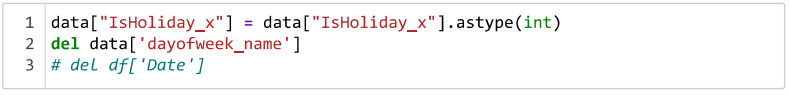 1 data["IsHoliday_x"] = data["IsHoliday_x"].astype(int)
2 del data['dayofweek_name']
3 # del df['Date']